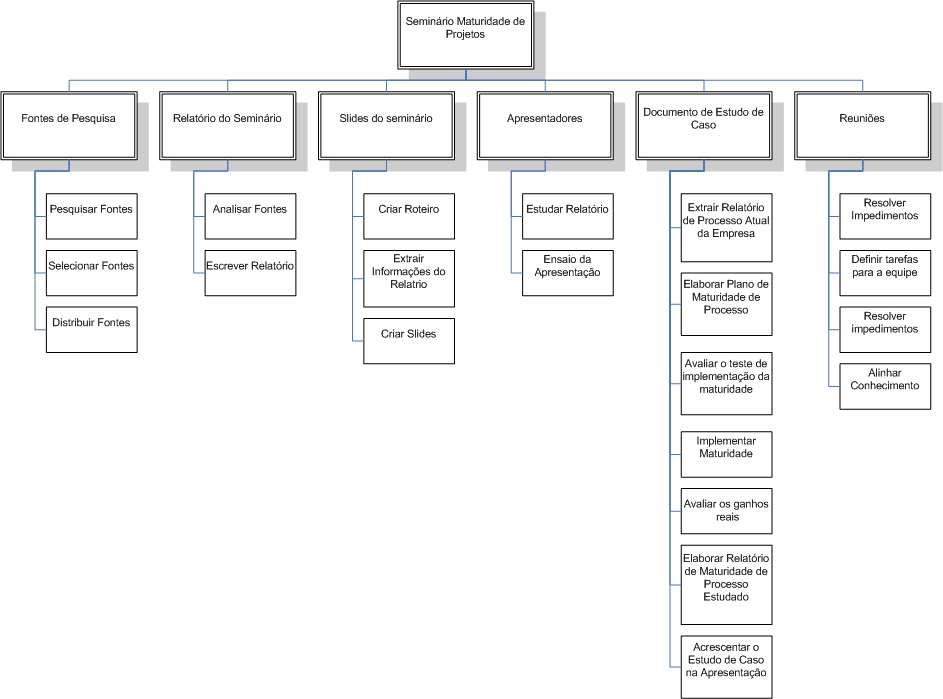 Seminário Maturidade de
Projetos
Fontes de Pesquisa
Relatório do Seminário
Slides do seminário
Apresentadores
Documento de Estudo de
Caso
Reuniões
Pesquisar Fontes
Selecionar Fontes
Distribuir Fontes
Analisar Fontes
Escrever Relatório
Criar Roteiro
Extrair
Informações do
Relatrio
Criar Slides
Estudar Relatório
Ensaio da
Apresentação
Extrair Relatório
de Processo Atual
da Empresa
Elaborar Plano de
Maturidade de
Processo
Avaliar o teste de
implementação da
maturidade
Implementar
Maturidade
Avaliar os ganhos
reais
Elaborar Relatório
de Maturidade de
Processo
Estudado
Acrescentar o
Estudo de Caso
na Apresentação
Resolver
Impedimentos
Definir tarefas
para a equipe
Resolver
impedimentos
Alinhar
Conhecimento